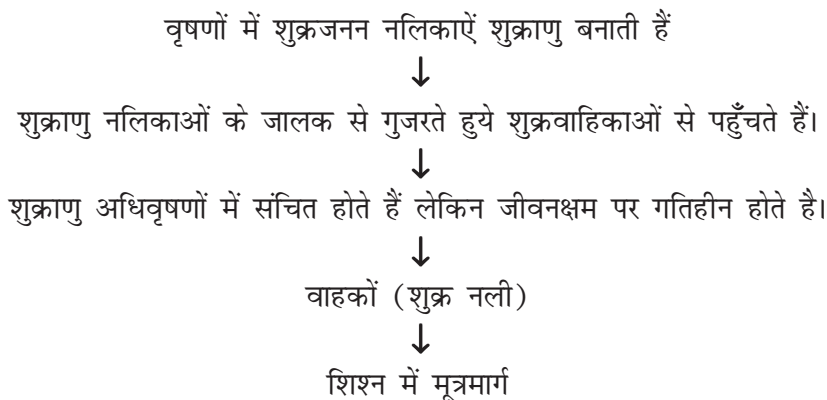 वृषणों में शुक्रजनन नलिकाऐं शुक्राणु बनाती हैं
शुक्राणु नलिकाओं के जालक से गुजरते हुये शुक्रवाहिकाओं से पहुँचते हैं।
शुक्राणु अधिवृषणों में संचित होते हैं लेकिन जीवनक्षम पर गतिहीन होते है।
वाहकों (शुक्र नली)
शिश्न में मूत्रमार्ग